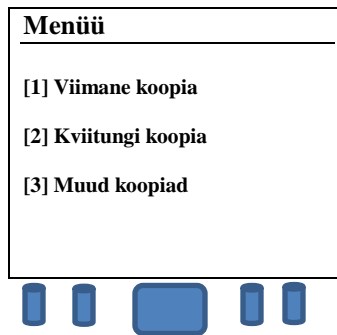 Menüü
[1] Viimane koopia
[2] Kviitungi koopia
[3] Muud koopiad